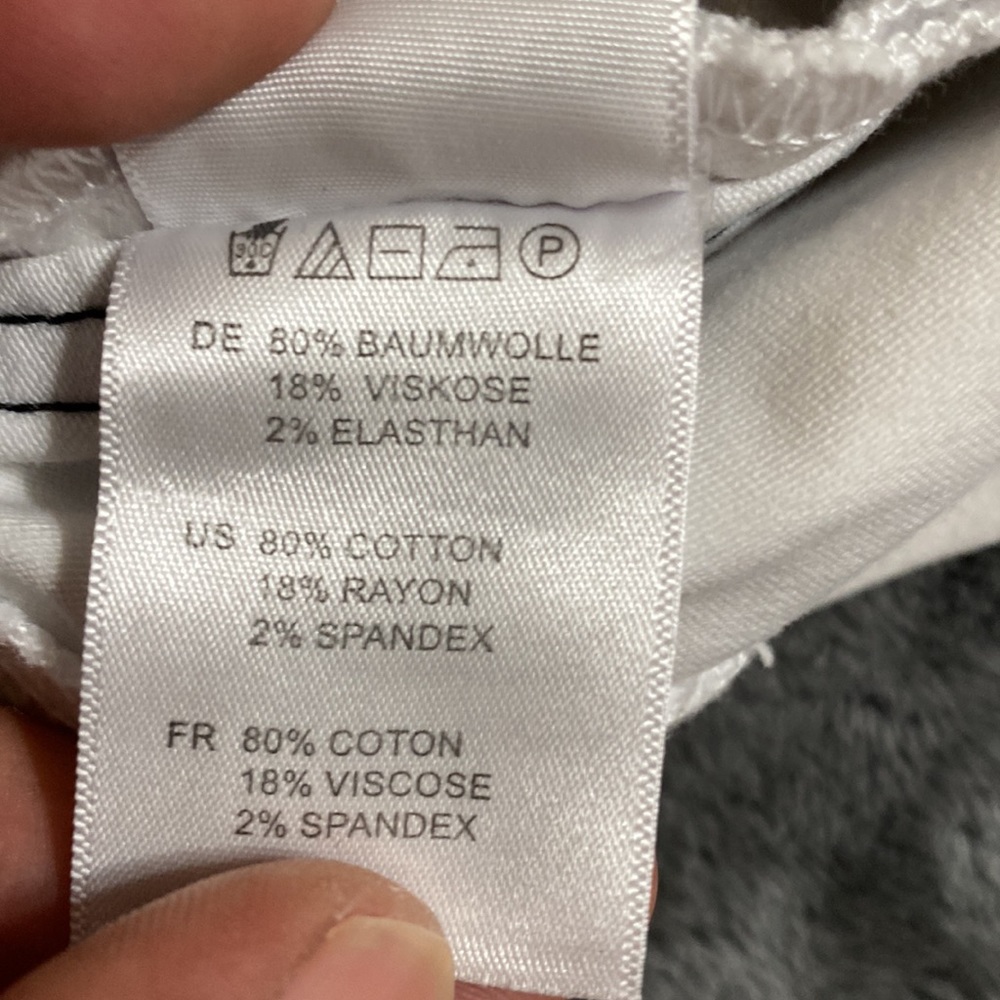 30C
P
DE 80% BAUMWOLLE
18% VISKOSE
2% ELASTHAN
US 80% COTTON
18% RAYON
2% SPANDEX
FR 80% COTON
18% VISCOSE
2% SPANDEX